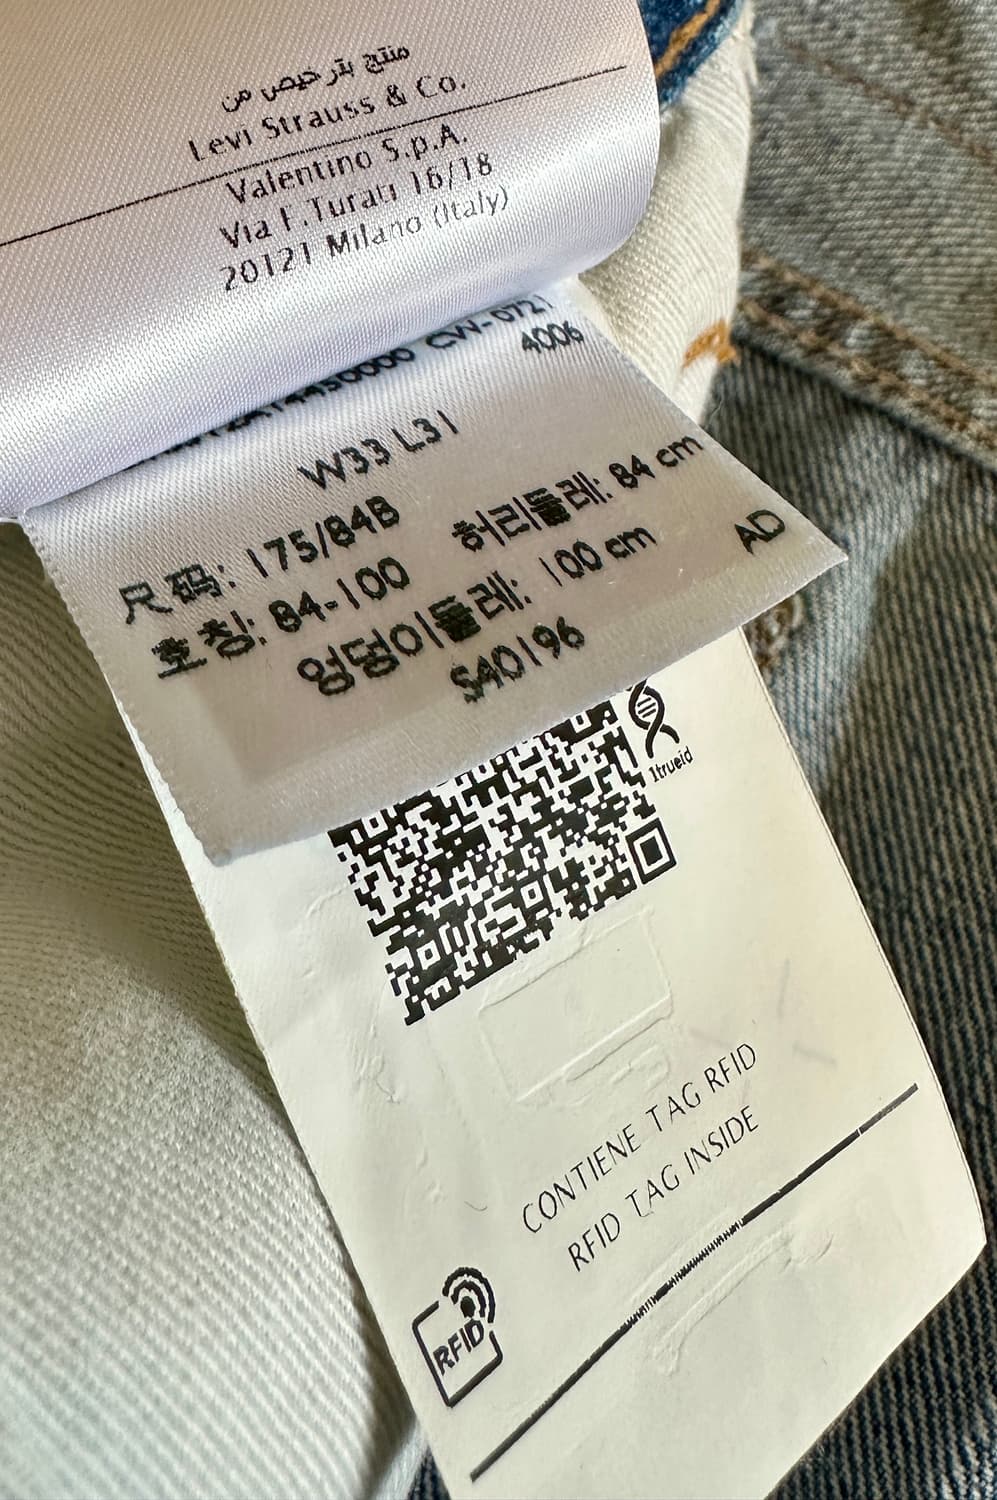 منتج بترخيص من
Levi Strauss & Co.
Valentino S.p.A.
Via F.Turati 16/18
20121 Milano (Italy)
CW-0721
4006
W33 L31
尺码: 175/84B
허리둘레: 84 cm
호칭: 84-100
엉덩이둘레: 100 cm
AD
S40196
1trueid
CONTIENE TAG RFID
RFID TAG INSIDE
RFID